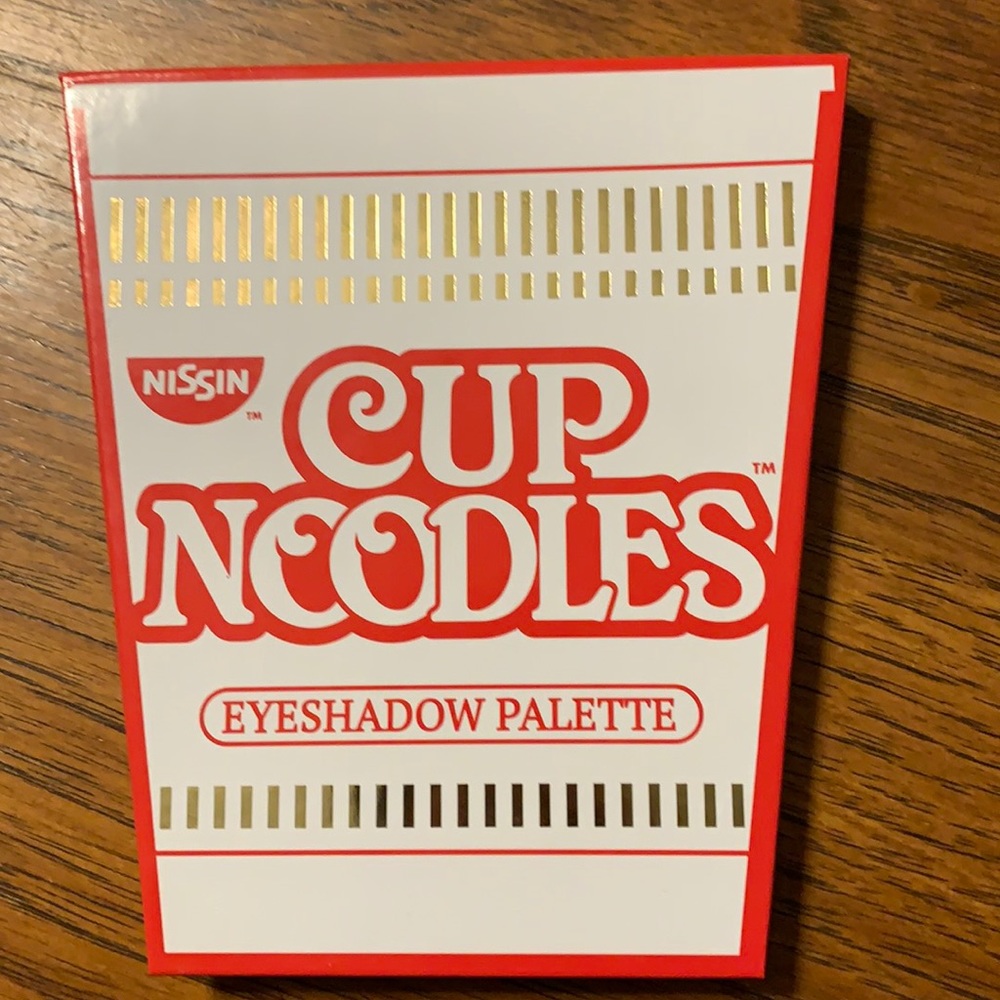 NISSIN
TM
CUP
NOODLES
TM
EYESHADOW PALETTE